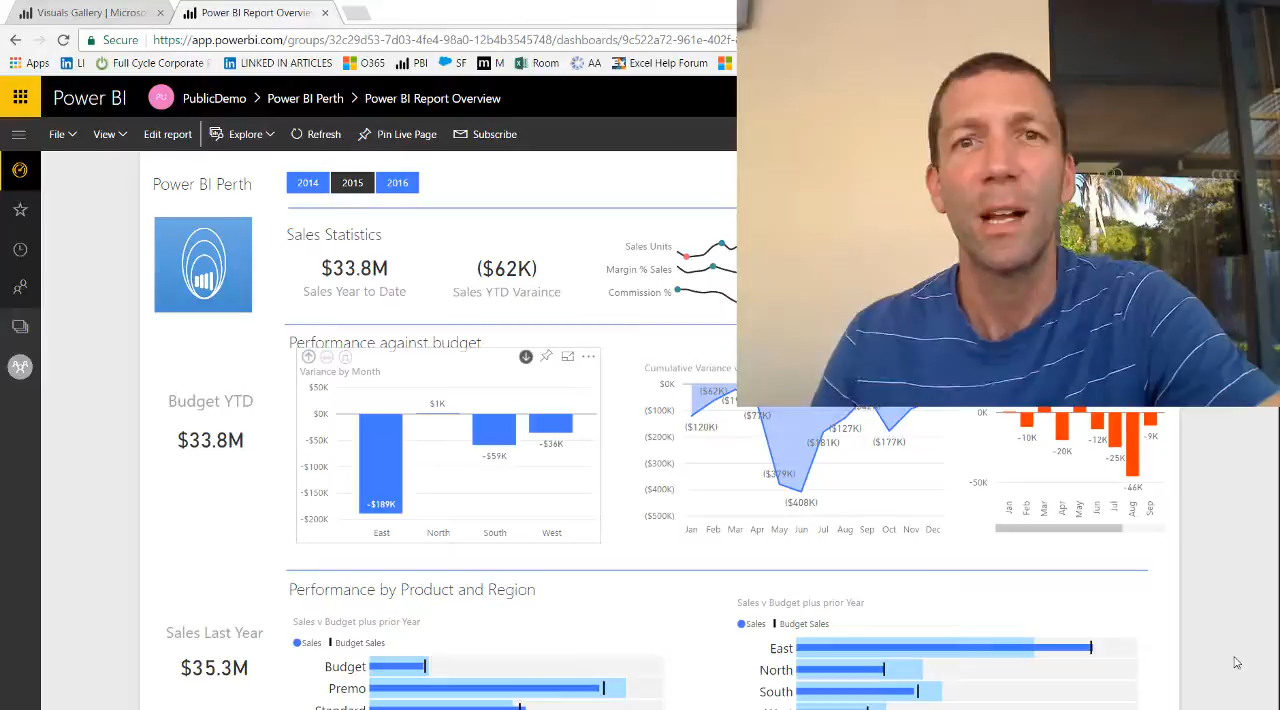 Visuals Gallery | Microso
Power BI Report Overvie
Secure
https://app.powerbi.com/groups/32c29d53-7d03-4fe4-98a0-12b4b3545748/dashboards/9c522a72-961e-402f-
Apps
LI
Full Cycle Corporate
LINKED IN ARTICLES
O365
PBI
SF
M
Room
AA
Excel Help Forum
Power BI
PU
PublicDemo > Power BI Perth > Power BI Report Overview
File
View
Edit report
Explore
Refresh
Pin Live Page
Subscribe
Power BI Perth
2014
2015
2016
Sales Statistics
$33.8M
Sales Year to Date
($62K)
Sales YTD Varaince
Sales Units
Margin % Sales
Commission %
Performance against budget
Variance by Month
$50K
$0K
-$50K
-$100K
-$150K
-$200K
$1K
-$59K
-$36K
-$189K
East
North
South
West
Cumulative Variance
$0K
($100K)
($200K)
($300K)
($400K)
($500K)
($62K)
($120K)
($77K)
($379K)
($408K)
($181K)
($127K)
($177K)
Jan
Feb
Mar
Apr
May
Jun
Jul
Aug
Sep
Oct
Nov
Dec
0K
-50K
-10K
-20K
-12K
-25K
-46K
-9K
Jan
Feb
Mar
Apr
May
Jun
Jul
Aug
Sep
Budget YTD
$33.8M
Performance by Product and Region
Sales v Budget plus prior Year
Sales
Budget Sales
Budget
Premo
Standard
Sales v Budget plus prior Year
Sales
Budget Sales
East
North
South
Sales Last Year
$35.3M